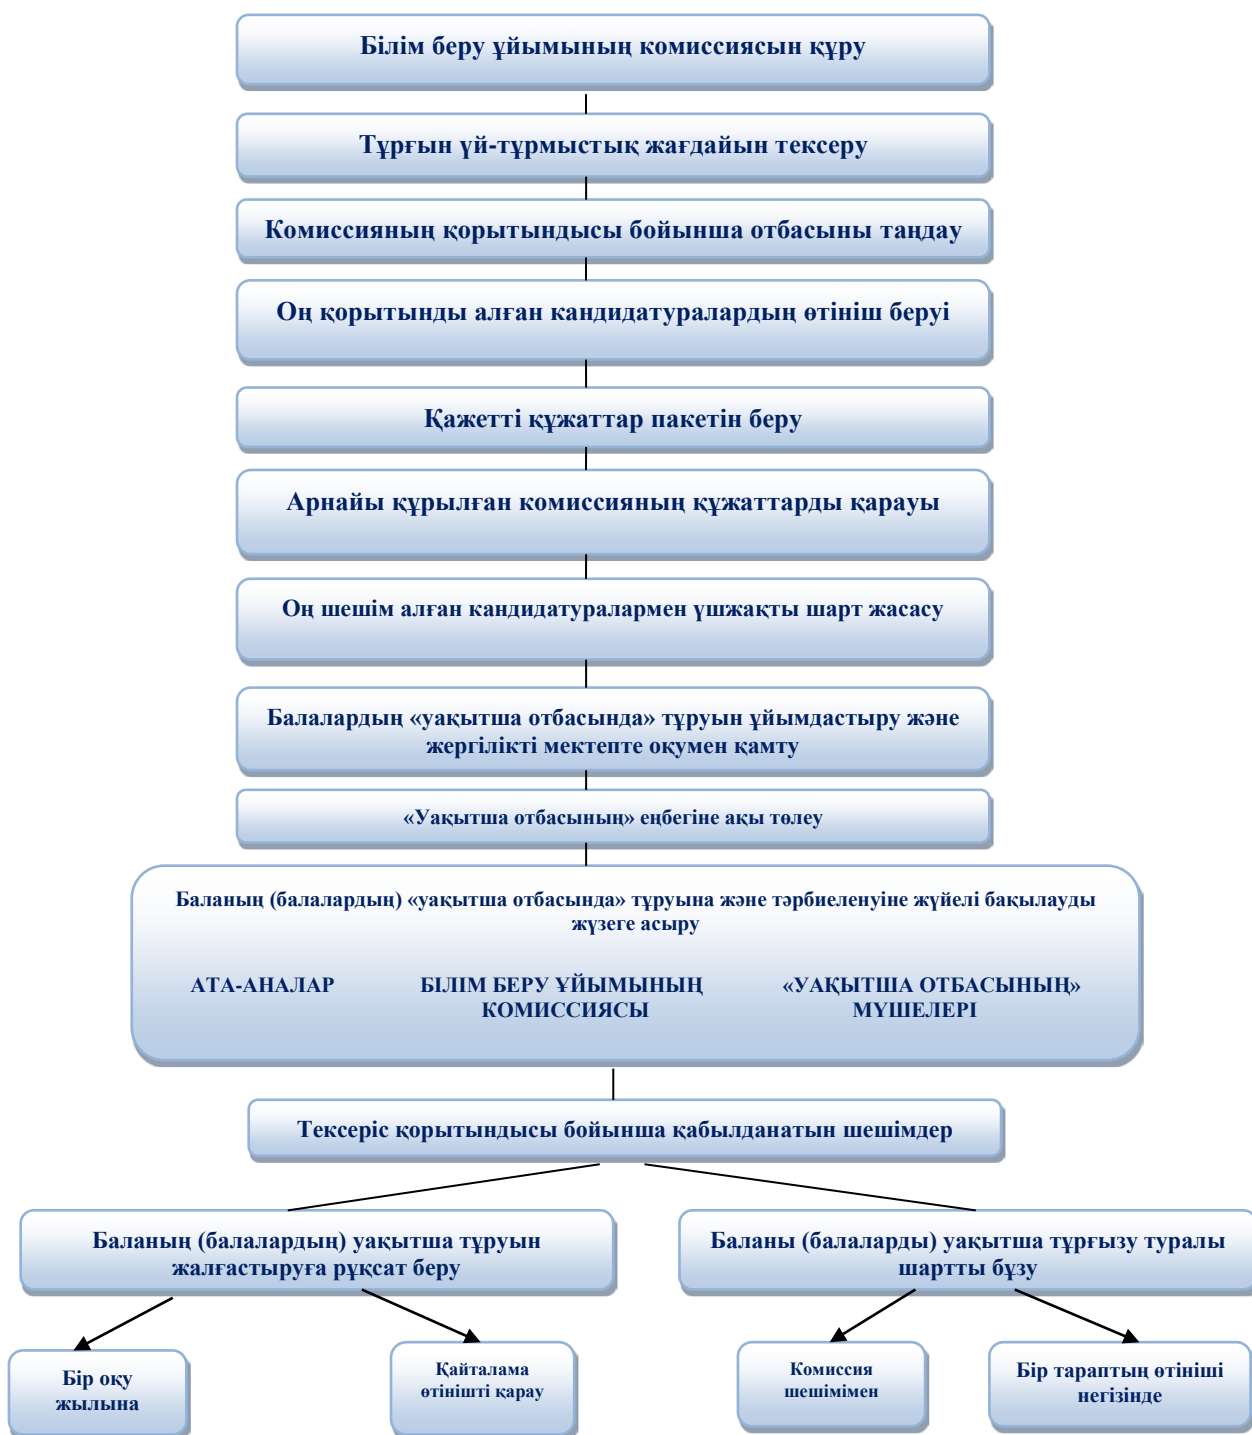 Білім беру ұйымының комиссиясын құру
Тұрғын үй-тұрмыстық жағдайын тексеру
Комиссияның қорытындысы бойынша отбасыны таңдау
Оң қорытынды алған кандидатуралардың өтініш беруі
Қажетті құжаттар пакетін беру
Арнайы құрылған комиссияның құжаттарды қарауы
Оң шешім алған кандидатуралармен үшжақты шарт жасасу
Балалардың «уақытша отбасында» тұруын ұйымдастыру және
жергілікті мектепте оқумен қамту
«Уақытша отбасының» еңбегіне ақы төлеу
Баланың (балалардың) «уақытша отбасында» тұруына және тәрбиеленуіне жүйелі бақылауды
жүзеге асыру
АТА-АНАЛАР
БІЛІМ БЕРУ ҰЙЫМЫНЫҢ
КОМИССИЯСЫ
«УАҚЫТША ОТБАСЫНЫҢ»
МҮШЕЛЕРІ
Тексеріс қорытындысы бойынша қабылданатын шешімдер
Баланың (балалардың) уақытша тұруын
жалғастыруға рұқсат беру
Баланы (балаларды) уақытша тұрғызу туралы
шартты бұзу
Бір оқу
жылына
Қайталама
өтінішті қарау
Комиссия
шешімімен
Бір тараптың өтініші
негізінде